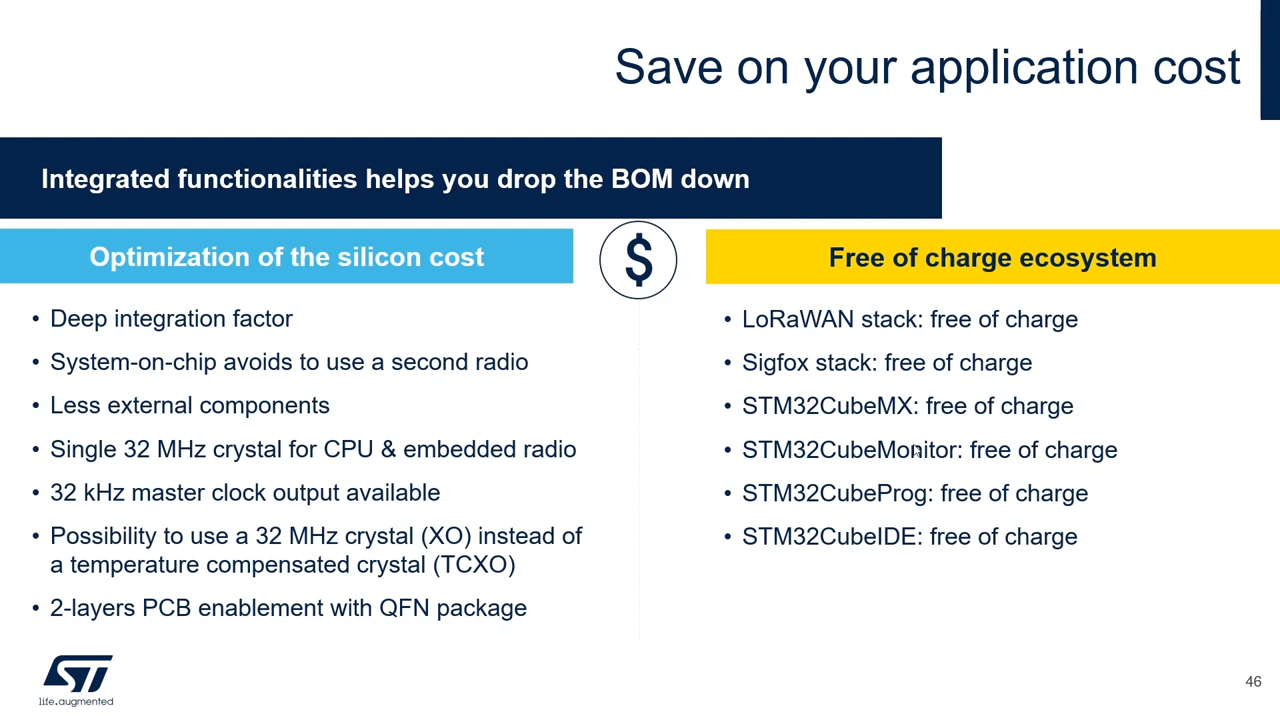 Save on your application cost
Integrated functionalities helps you drop the BOM down
Optimization of the silicon cost
$
Free of charge ecosystem
• Deep integration factor
• System-on-chip avoids to use a second radio
• Less external components
• Single 32 MHz crystal for CPU & embedded radio
• 32 kHz master clock output available
• Possibility to use a 32 MHz crystal (XO) instead of
a temperature compensated crystal (TCXO)
• 2-layers PCB enablement with QFN package
• LoRaWAN stack: free of charge
• Sigfox stack: free of charge
• STM32CubeMX: free of charge
• STM32CubeMonitor: free of charge
• STM32CubeProg: free of charge
• STM32CubeIDE: free of charge
ST
life.augmented
46